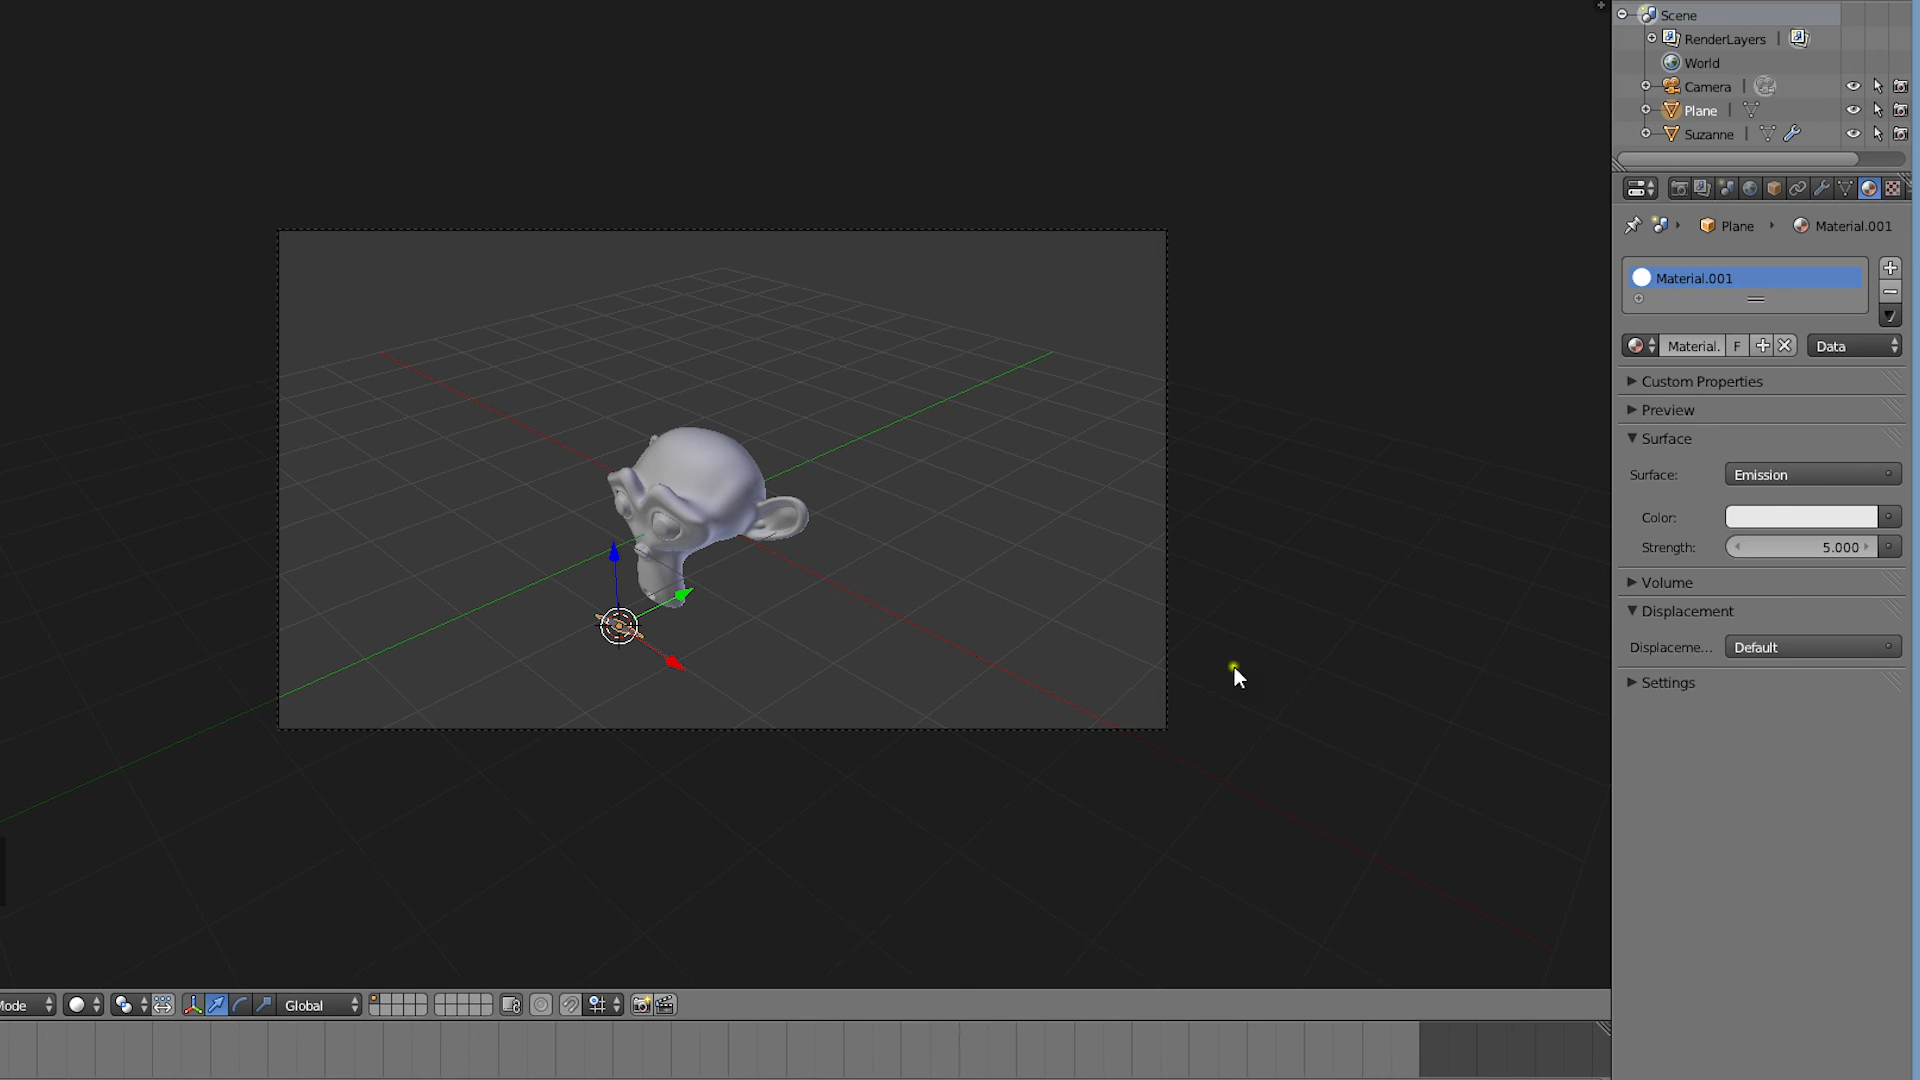 Scene
RenderLayers
World
Camera
Plane
Suzanne
Plane
Material.001
Material.001
Material.
F
Data
Custom Properties
Preview
Surface
Surface:
Emission
Color:
Strength:
5.000
Volume
Displacement
Displaceme...
Default
Settings
Mode
Global